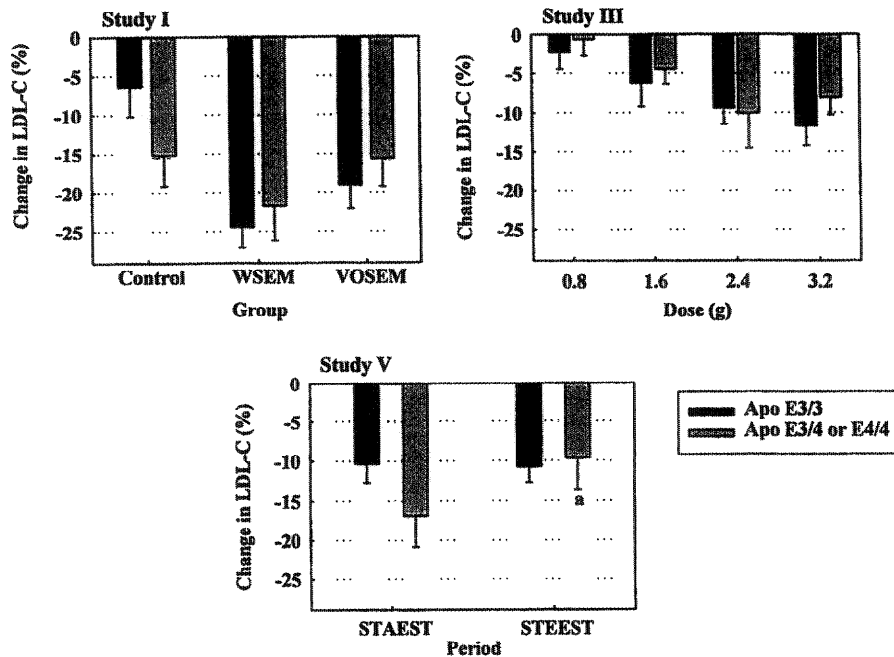 Study I
0
-5
-10
-15
-20
-25
Change in LDL-C (%)
Control WSEM VOSEM
Group
Study III
0
-5
-10
-15
-20
-25
Change in LDL-C (%)
0.8 1.6 2.4 3.2
Dose (g)
Study V
0
-5
-10
-15
-20
-25
Change in LDL-C (%)
a
STAEST STEEST
Period
Apo E3/3
Apo E3/4 or E4/4